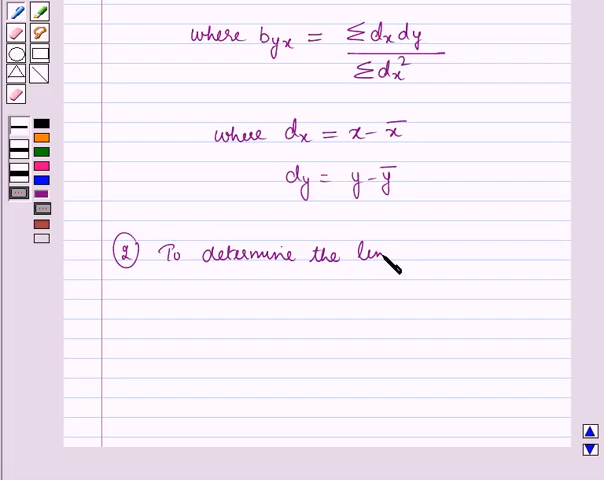 where byx = Σdxdy
Σdx²
where dx = x - x̅
dy = y - y̅
② To determine the